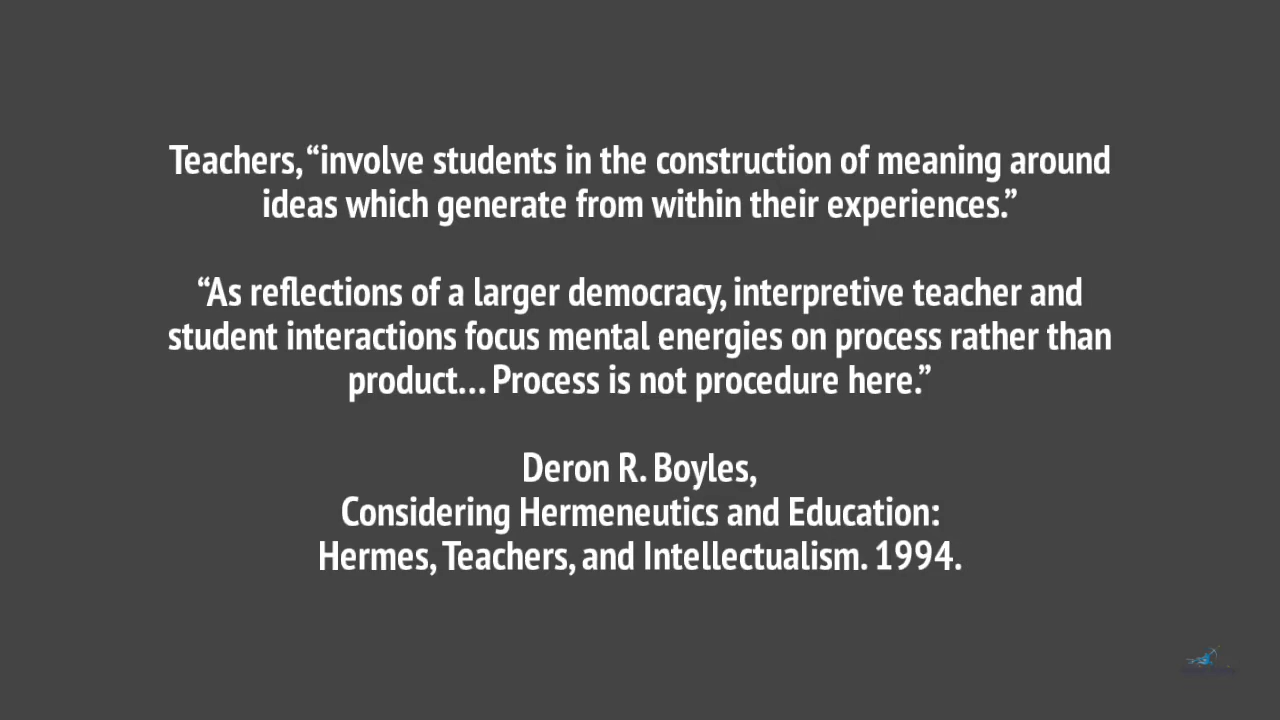 Teachers, “involve students in the construction of meaning around
ideas which generate from within their experiences.”
“As reflections of a larger democracy, interpretive teacher and
student interactions focus mental energies on process rather than
product... Process is not procedure here.”
Deron R. Boyles,
Considering Hermeneutics and Education:
Hermes, Teachers, and Intellectualism. 1994.